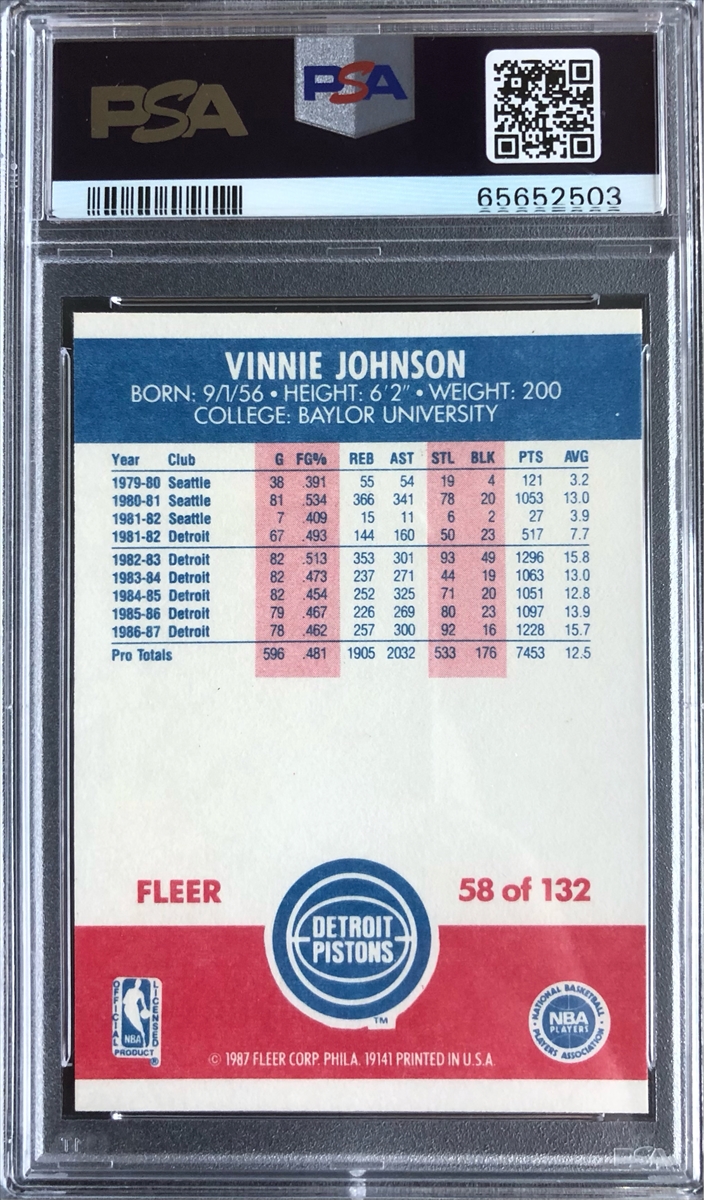 PSA
PSA
65652503
VINNIE JOHNSON
BORN: 9/1/56 • HEIGHT: 6'2" • WEIGHT: 200
COLLEGE: BAYLOR UNIVERSITY
Year Club G FG% REB AST STL BLK PTS AVG
1979-80 Seattle 38 .391 55 54 19 4 121 3.2
1980-81 Seattle 81 .534 366 341 78 20 1053 13.0
1981-82 Seattle 7 .409 15 11 6 2 27 3.9
1981-82 Detroit 67 .493 144 160 50 23 517 7.7
1982-83 Detroit 82 .513 353 301 93 49 1296 15.8
1983-84 Detroit 82 .473 237 271 44 19 1063 13.0
1984-85 Detroit 82 .454 252 325 71 20 1051 12.8
1985-86 Detroit 79 .467 226 269 80 23 1097 13.9
1986-87 Detroit 78 .462 257 300 92 16 1228 15.7
Pro Totals 596 .481 1905 2032 533 176 7453 12.5
FLEER
58 of 132
DETROIT
PISTONS
TM
OFFICIAL LICENSED
NBA
PRODUCT ®
NATIONAL BASKETBALL
NBA
PLAYERS
PLAYERS ASSOCIATION
© 1987 FLEER CORP. PHILA. 19141 PRINTED IN U.S.A.
PSA